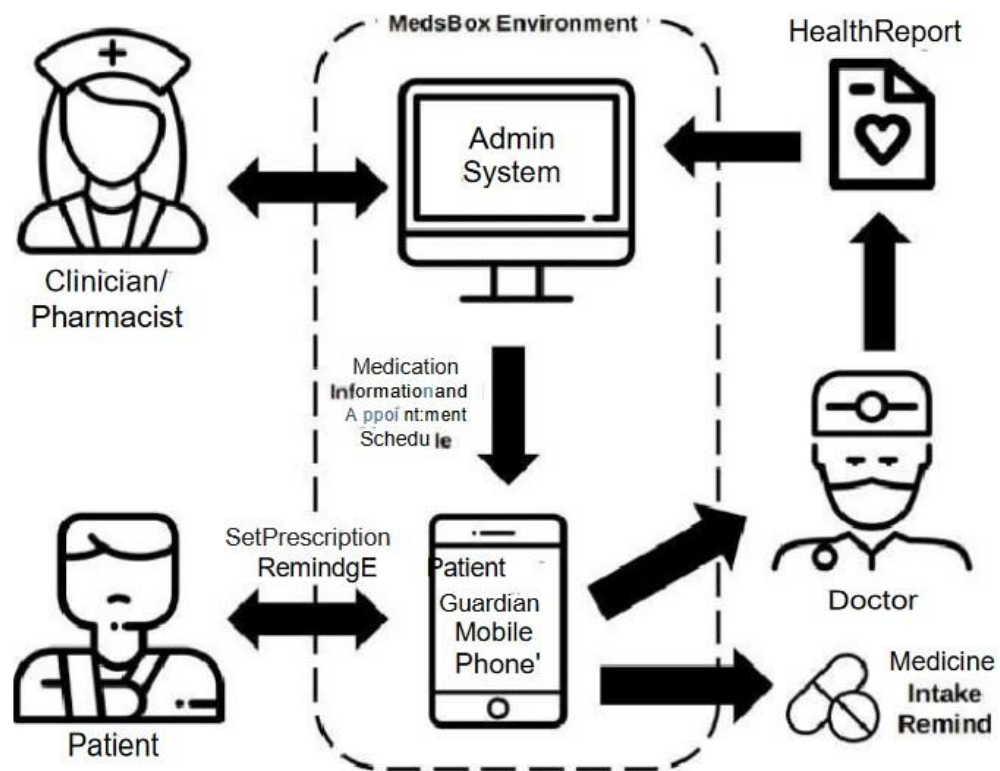 MedsBox Environment
HealthReport
Admin
System
Clinician/
Pharmacist
Medication
Informationand
Appoi nt:ment
Schedu le
SetPrescription
RemindgE
Patient
Guardian
Mobile
Phone'
Doctor
Medicine
Intake
Remind
Patient